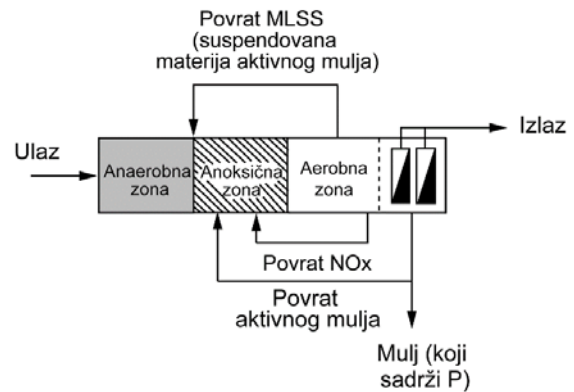 Povrat MLSS
(suspendovana
materija aktivnog mulja)
Izlaz
Ulaz
Anaerobna
zona
Anoksična
zona
Aerobna
zona
Povrat NOx
Povrat
aktivnog mulja
Mulj (koji
sadrži P)